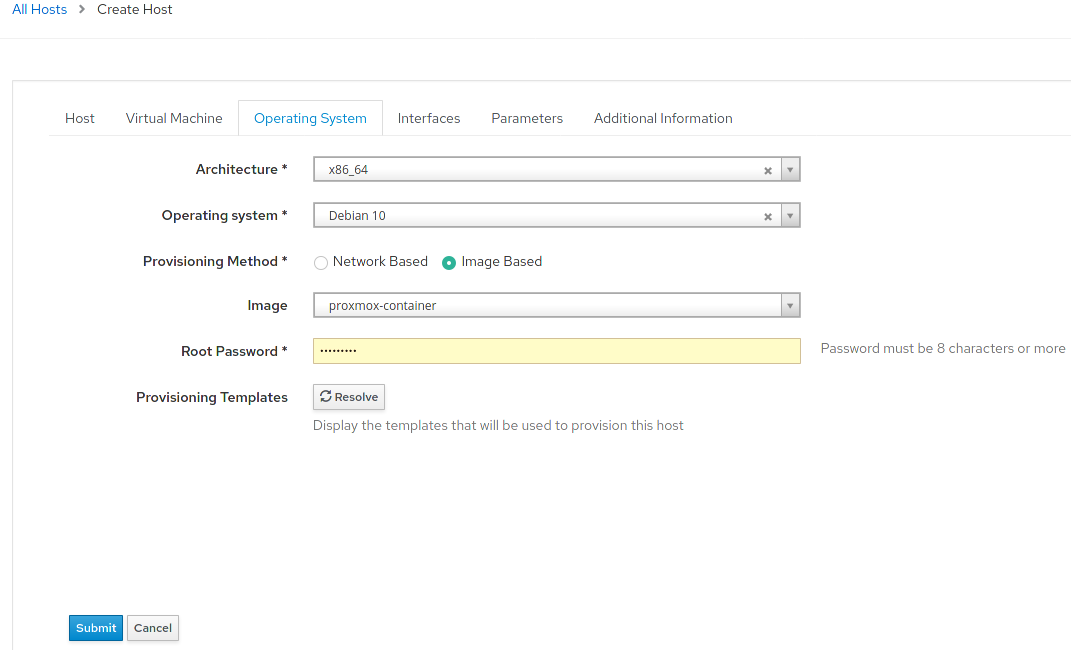 All Hosts > Create Host
Host Virtual Machine Operating System Interfaces Parameters Additional Information
Architecture * x86_64
Operating system * Debian 10
Provisioning Method * Network Based Image Based
Image proxmox-container
Root Password * ••••••••• Password must be 8 characters or more
Provisioning Templates Resolve
Display the templates that will be used to provision this host
Submit Cancel